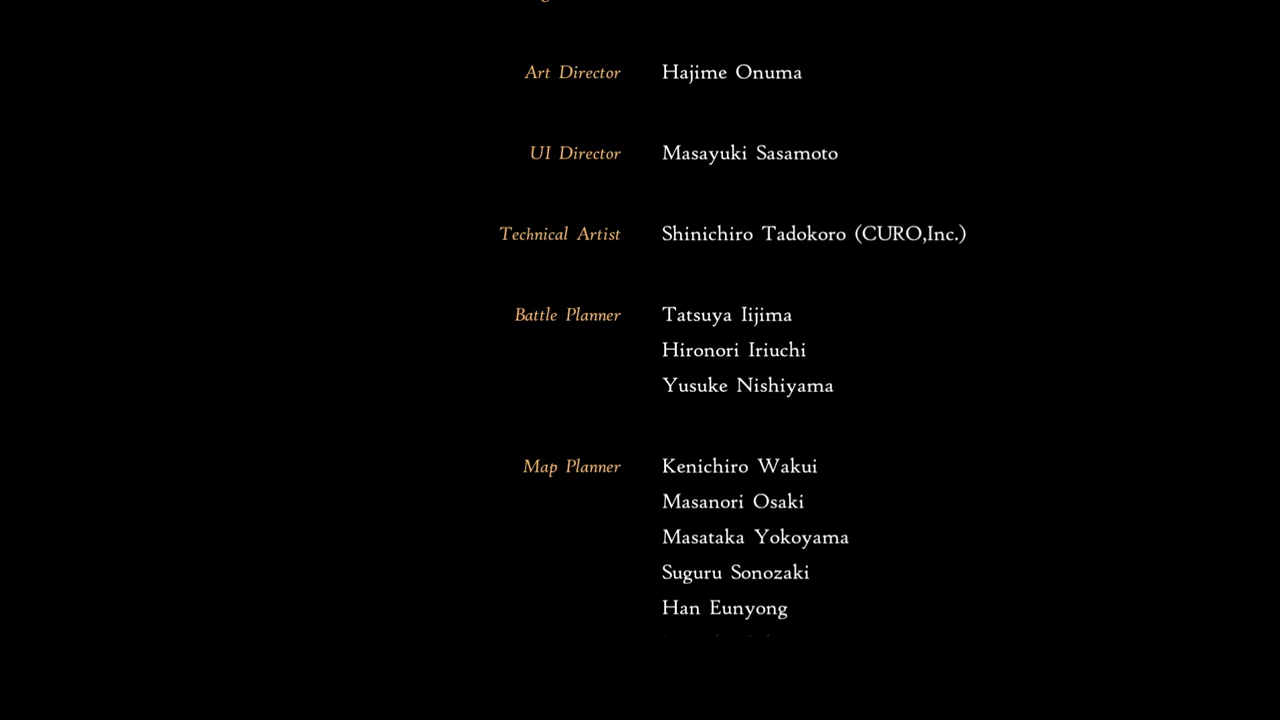 Art Director Hajime Onuma
UI Director Masayuki Sasamoto
Technical Artist Shinichiro Tadokoro (CURO,Inc.)
Battle Planner Tatsuya Iijima
Hironori Iriuchi
Yusuke Nishiyama
Map Planner Kenichiro Wakui
Masanori Osaki
Masataka Yokoyama
Suguru Sonozaki
Han Eunyong